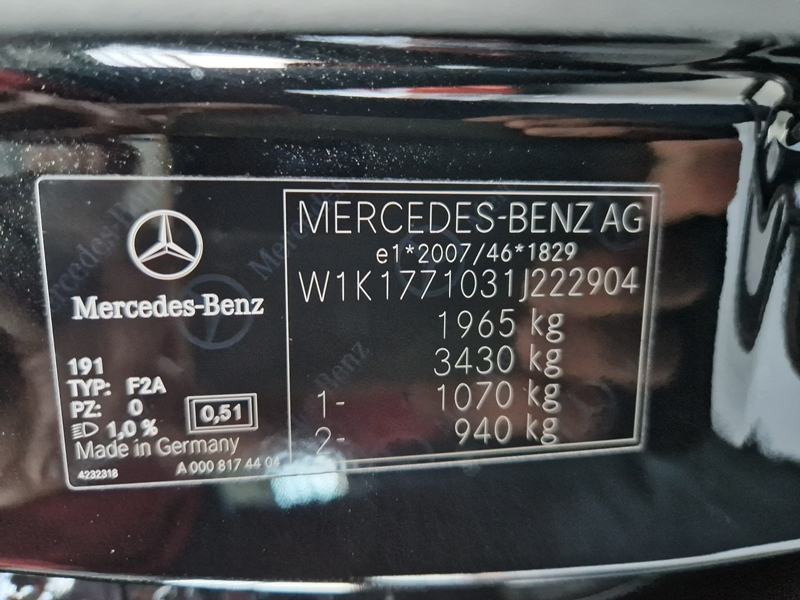 Mercedes-Benz
191
TYP: F2A
PZ: 0
1,0 %
0,51
Made in Germany
4232318
A 000 817 44 04
MERCEDES-BENZ AG
e1*2007/46*1829
W1K1771031J222904
1965 kg
3430 kg
1- 1070 kg
2- 940 kg